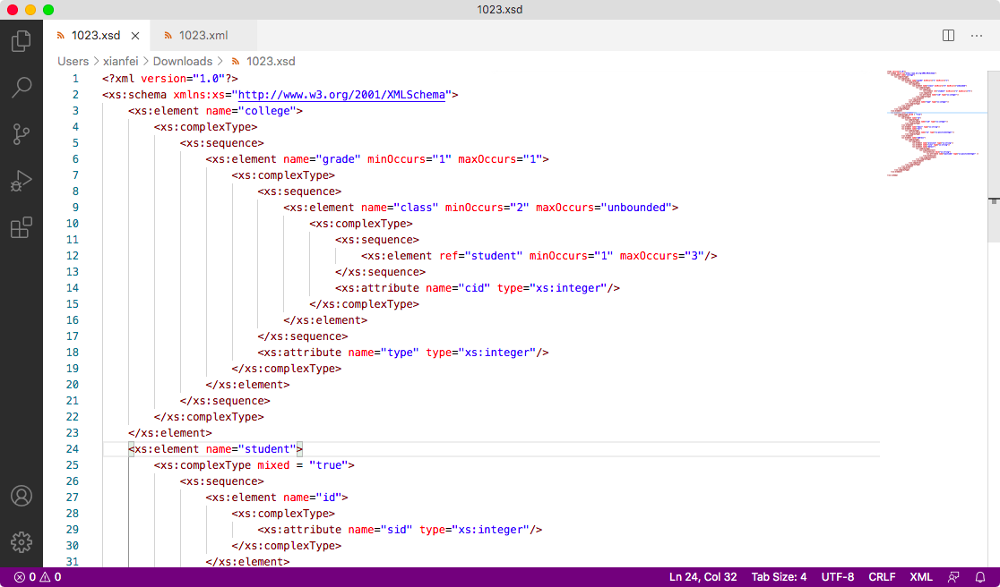 1023.xsd
1023.xsd
1023.xml
Users > xianfei > Downloads > 1023.xsd
1 <?xml version="1.0"?>
2 <xs:schema xmlns:xs="http://www.w3.org/2001/XMLSchema">
3 <xs:element name="college">
4 <xs:complexType>
5 <xs:sequence>
6 <xs:element name="grade" minOccurs="1" maxOccurs="1">
7 <xs:complexType>
8 <xs:sequence>
9 <xs:element name="class" minOccurs="2" maxOccurs="unbounded">
10 <xs:complexType>
11 <xs:sequence>
12 <xs:element ref="student" minOccurs="1" maxOccurs="3"/>
13 </xs:sequence>
14 <xs:attribute name="cid" type="xs:integer"/>
15 </xs:complexType>
16 </xs:element>
17 </xs:sequence>
18 <xs:attribute name="type" type="xs:integer"/>
19 </xs:complexType>
20 </xs:element>
21 </xs:sequence>
22 </xs:complexType>
23 </xs:element>
24 <xs:element name="student">
25 <xs:complexType mixed = "true">
26 <xs:sequence>
27 <xs:element name="id">
28 <xs:complexType>
29 <xs:attribute name="sid" type="xs:integer"/>
30 </xs:complexType>
31 </xs:element>
0 0 Ln 24, Col 32 Tab Size: 4 UTF-8 CRLF XML